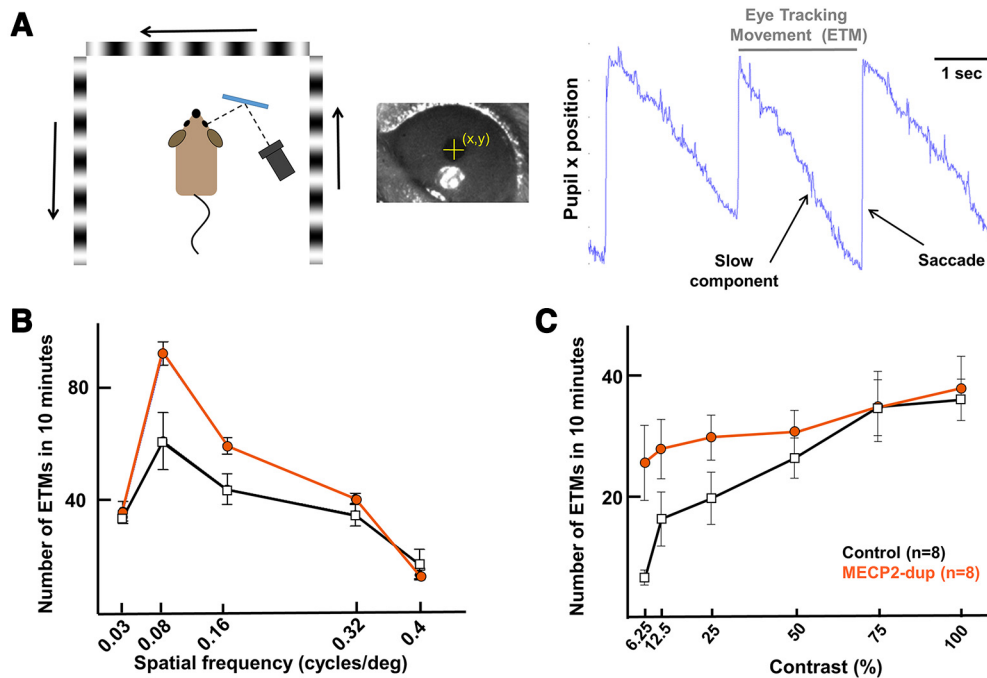 A
(x,y)
Eye Tracking
Movement (ETM)
1 sec
Pupil x position
Slow
component
Saccade
B
Number of ETMs in 10 minutes
80
40
0.03
0.08
0.16
0.32
0.4
Spatial frequency (cycles/deg)
C
Number of ETMs in 10 minutes
40
20
Control (n=8)
MECP2-dup (n=8)
6.25
12.5
25
50
75
100
Contrast (%)